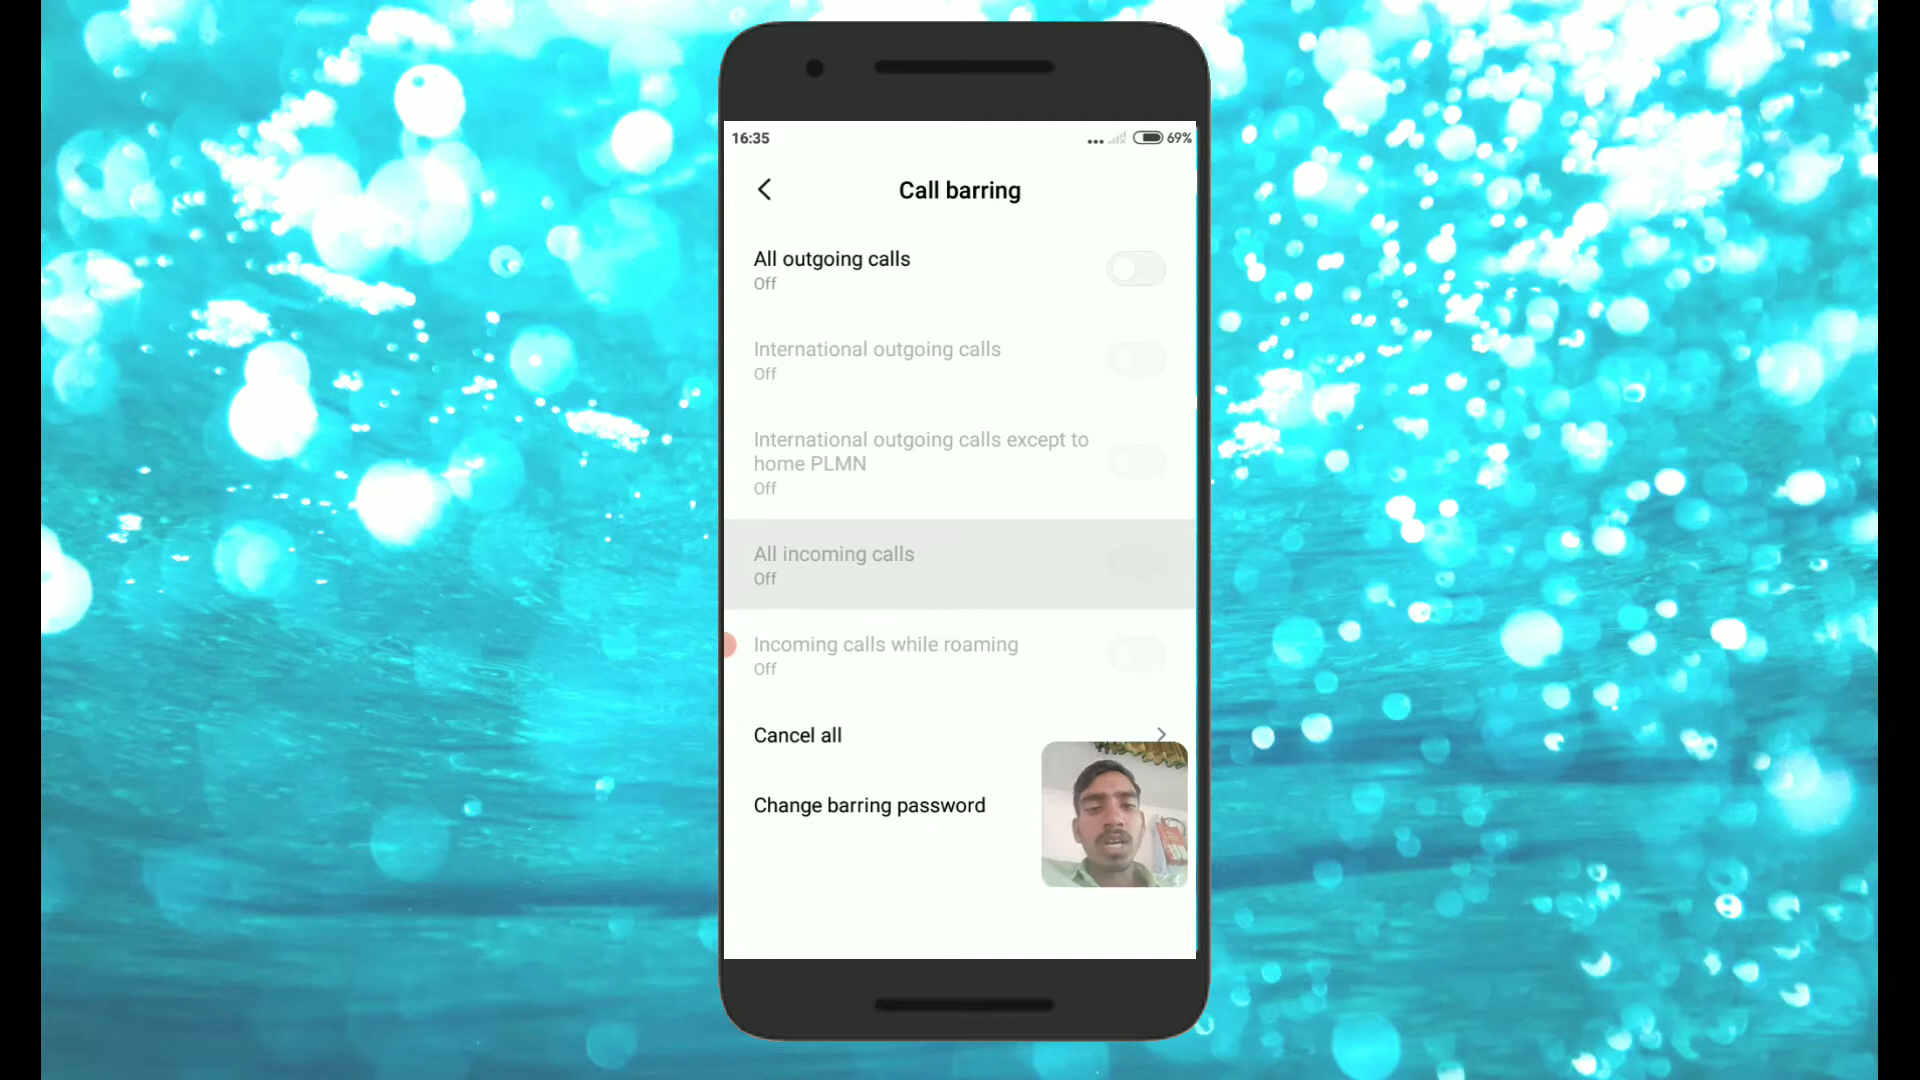 16:35
69%
Call barring
All outgoing calls
Off
International outgoing calls
Off
International outgoing calls except to
home PLMN
Off
All incoming calls
Off
Incoming calls while roaming
Off
Cancel all
Change barring password